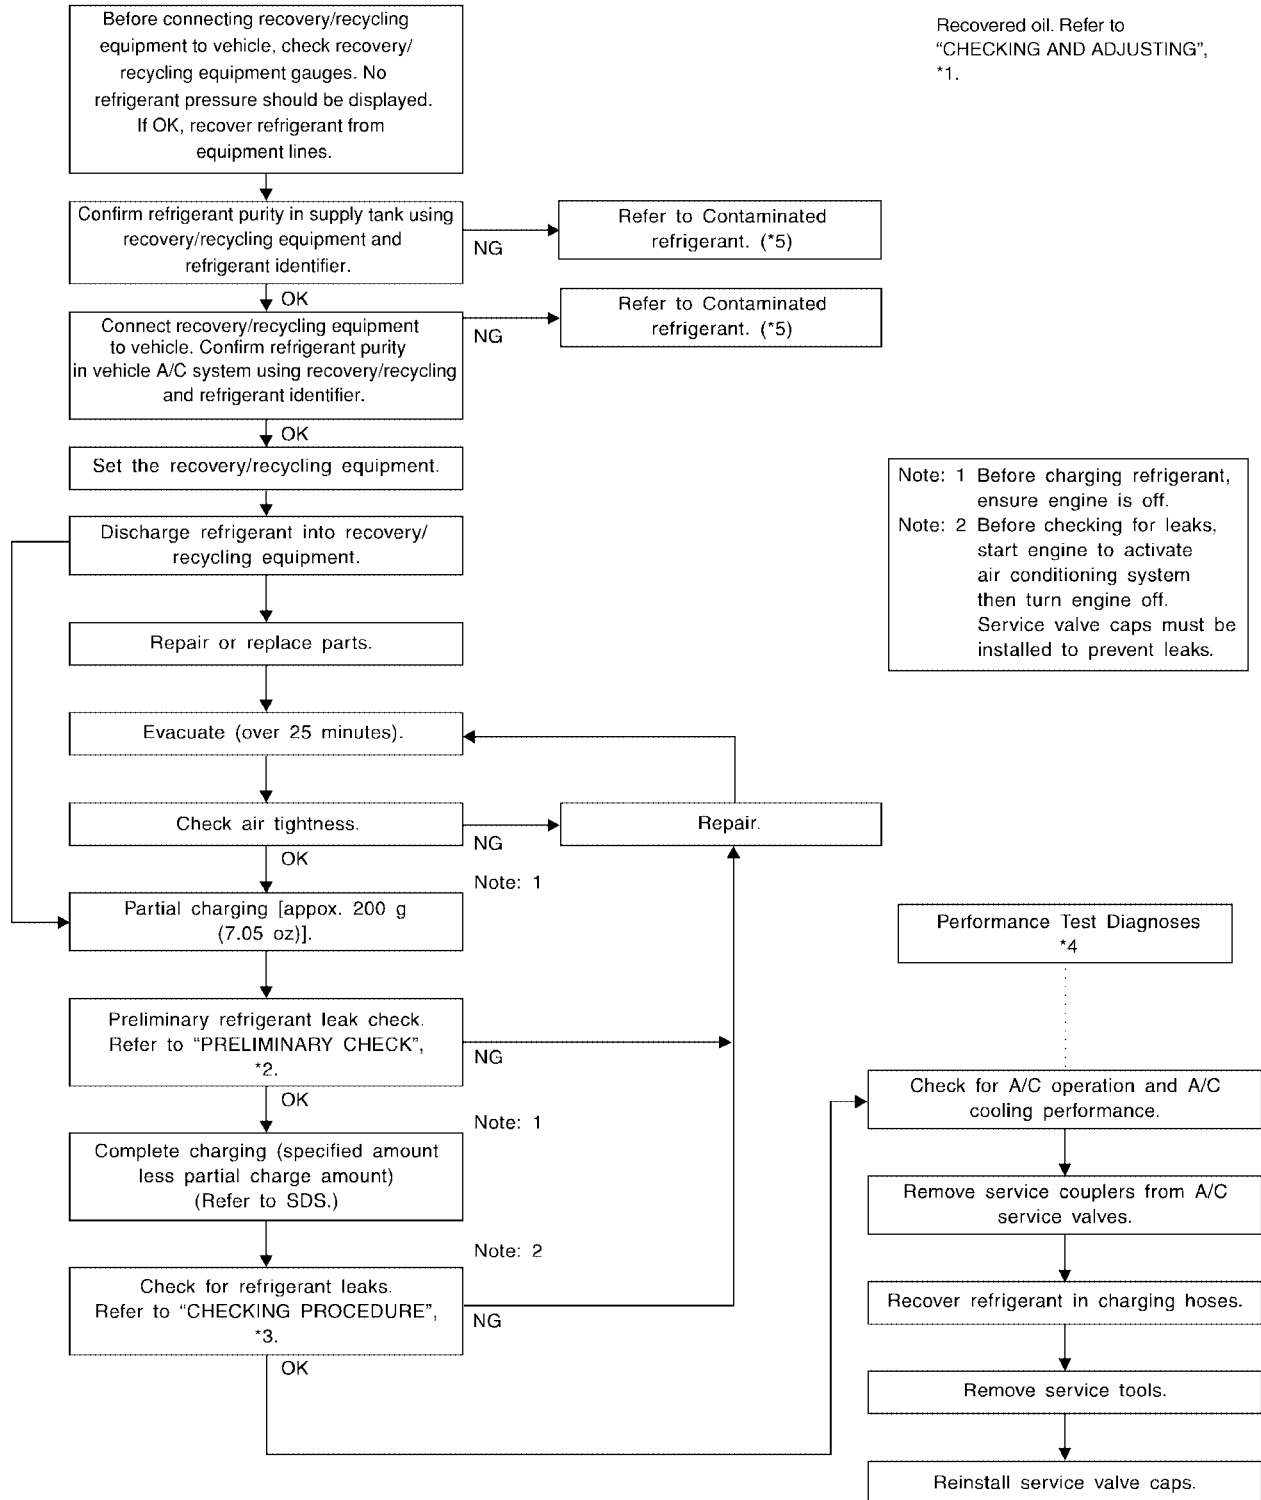 Before connecting recovery/recycling
equipment to vehicle, check recovery/
recycling equipment gauges. No
refrigerant pressure should be displayed.
If OK, recover refrigerant from
equipment lines.
Recovered oil. Refer to
“CHECKING AND ADJUSTING”,
*1.
Confirm refrigerant purity in supply tank using
recovery/recycling equipment and
refrigerant identifier.
NG
Refer to Contaminated
refrigerant. (*5)
OK
Connect recovery/recycling equipment
to vehicle. Confirm refrigerant purity
in vehicle A/C system using recovery/recycling
and refrigerant identifier.
NG
Refer to Contaminated
refrigerant. (*5)
OK
Set the recovery/recycling equipment.
Discharge refrigerant into recovery/
recycling equipment.
Note: 1 Before charging refrigerant,
ensure engine is off.
Note: 2 Before checking for leaks,
start engine to activate
air conditioning system
then turn engine off.
Service valve caps must be
installed to prevent leaks.
Repair or replace parts.
Evacuate (over 25 minutes).
Check air tightness.
NG
Repair.
OK
Note: 1
Partial charging [appox. 200 g
(7.05 oz)].
Preliminary refrigerant leak check.
Refer to “PRELIMINARY CHECK”,
*2.
NG
OK
Note: 1
Complete charging (specified amount
less partial charge amount)
(Refer to SDS.)
Note: 2
Check for refrigerant leaks.
Refer to “CHECKING PROCEDURE”,
*3.
NG
OK
Performance Test Diagnoses
*4
Check for A/C operation and A/C
cooling performance.
Remove service couplers from A/C
service valves.
Recover refrigerant in charging hoses.
Remove service tools.
Reinstall service valve caps.